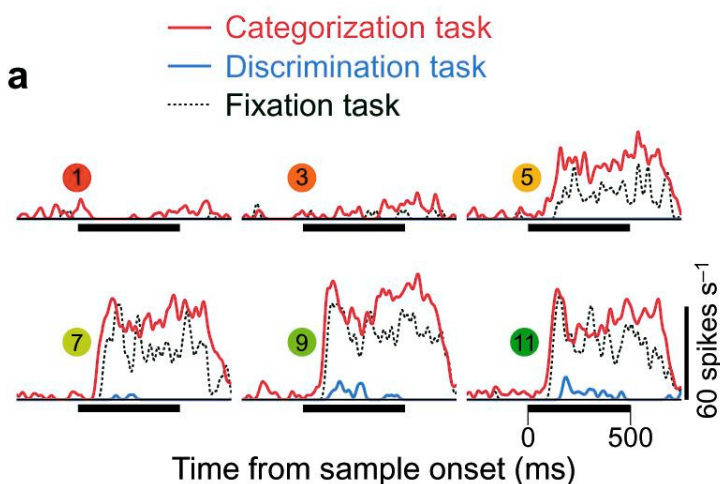 Categorization task
a
Discrimination task
Fixation task
1 3 5
7 9 11
60 spikes s⁻¹
0 500
Time from sample onset (ms)